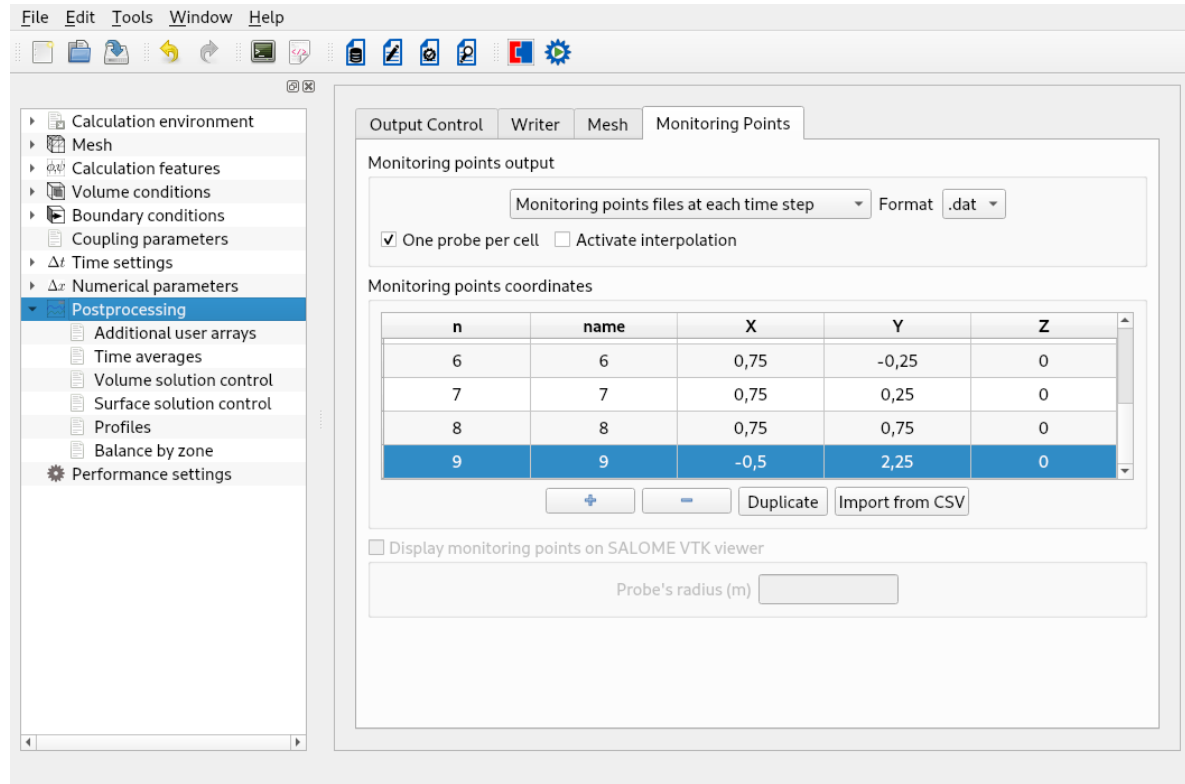 File Edit Tools Window Help
Calculation environment
Mesh
Calculation features
Volume conditions
Boundary conditions
Coupling parameters
Δt Time settings
Δx Numerical parameters
Postprocessing
Additional user arrays
Time averages
Volume solution control
Surface solution control
Profiles
Balance by zone
Performance settings
Output Control Writer Mesh Monitoring Points
Monitoring points output
Monitoring points files at each time step Format .dat
One probe per cell Activate interpolation
Monitoring points coordinates
n name X Y Z
6 6 0,75 -0,25 0
7 7 0,75 0,25 0
8 8 0,75 0,75 0
9 9 -0,5 2,25 0
+ − Duplicate Import from CSV
Display monitoring points on SALOME VTK viewer
Probe's radius (m)